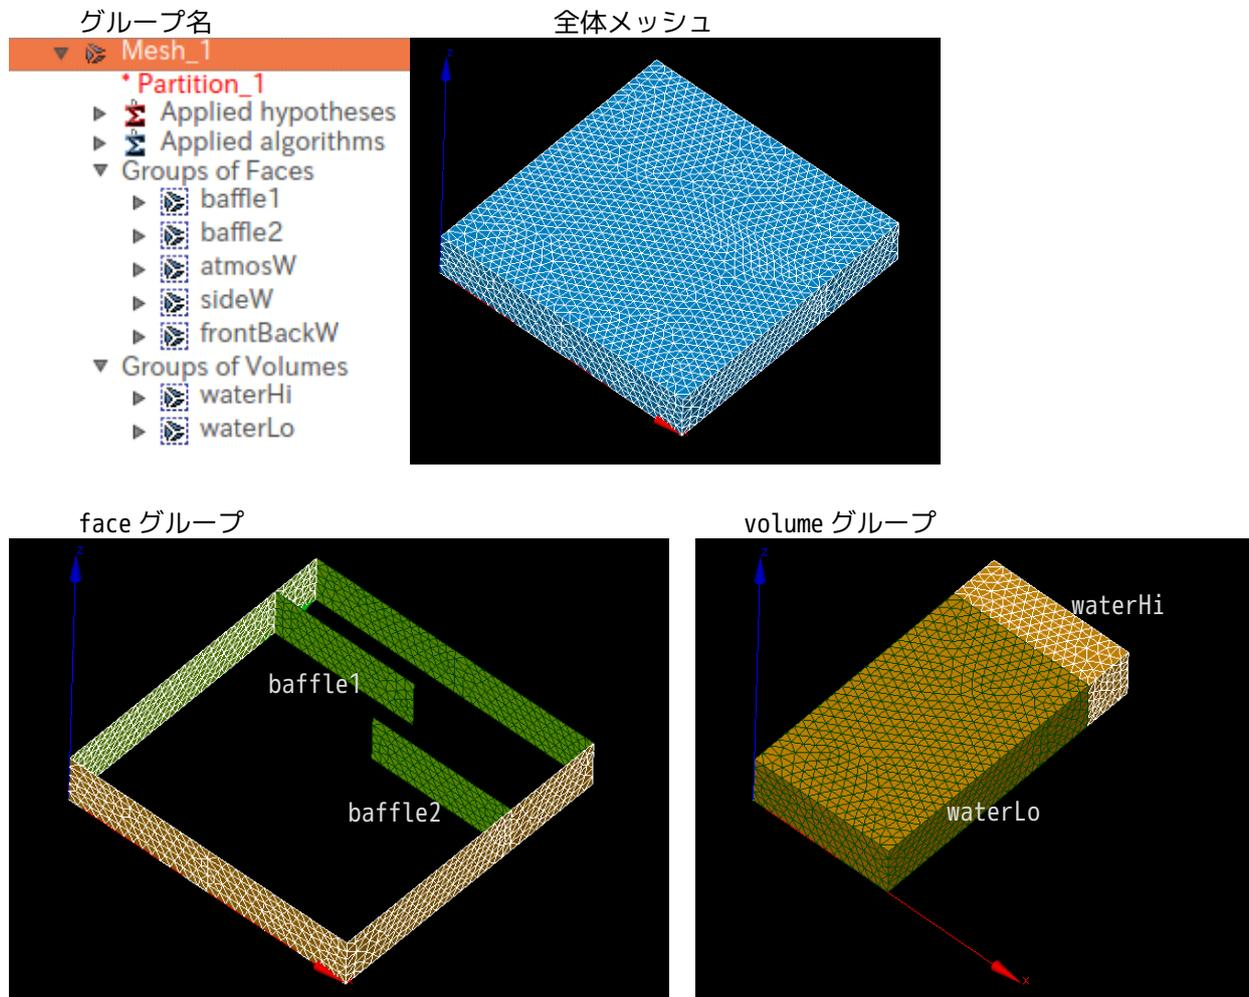 グループ名
全体メッシュ
Mesh_1
* Partition_1
Applied hypotheses
Applied algorithms
Groups of Faces
baffle1
baffle2
atmosW
sideW
frontBackW
Groups of Volumes
waterHi
waterLo
z
face グループ
volume グループ
z
baffle1
baffle2
z
waterHi
waterLo
x